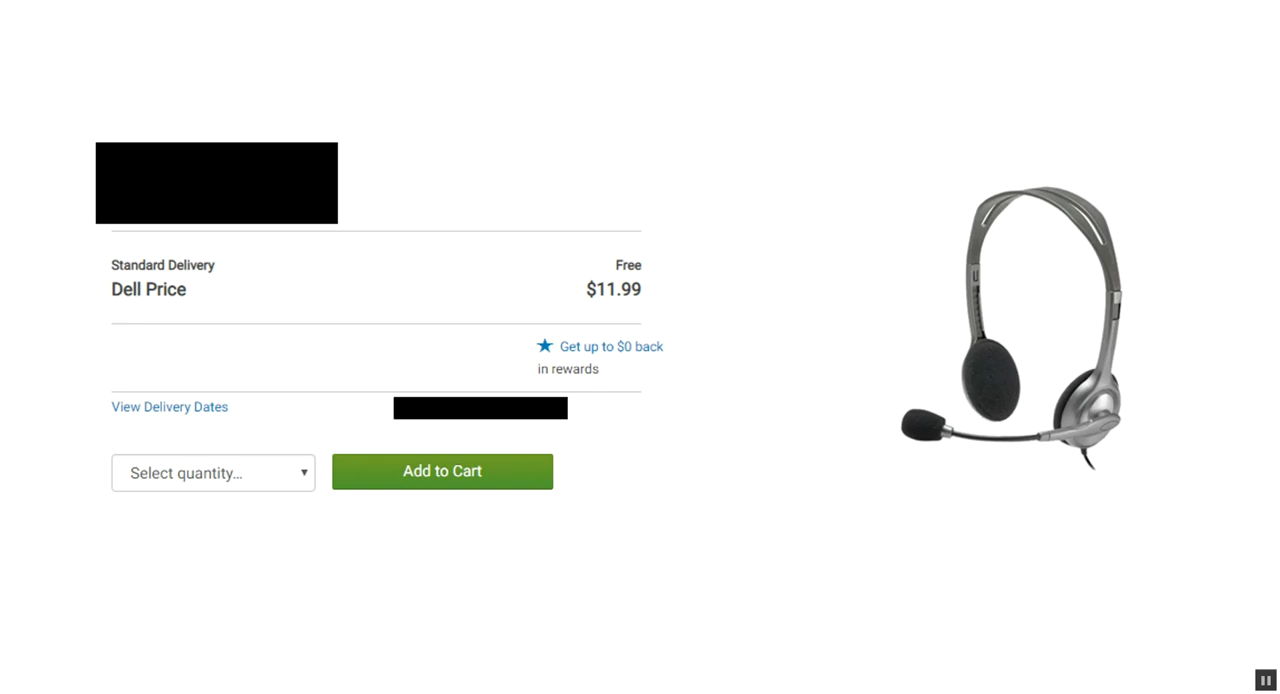 Standard Delivery Free
Dell Price $11.99
★ Get up to $0 back
in rewards
View Delivery Dates
Select quantity...
Add to Cart